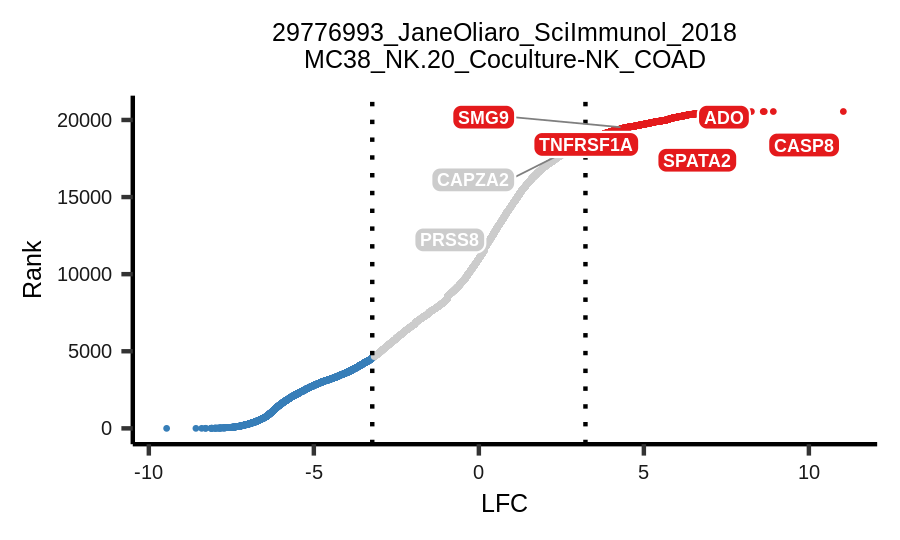 29776993_JaneOliaro_SciImmunol_2018
MC38_NK.20_Coculture-NK_COAD
Rank
20000
15000
10000
5000
0
SMG9
ADO
TNFRSF1A
CASP8
SPATA2
CAPZA2
PRSS8
-10
-5
0
5
10
LFC